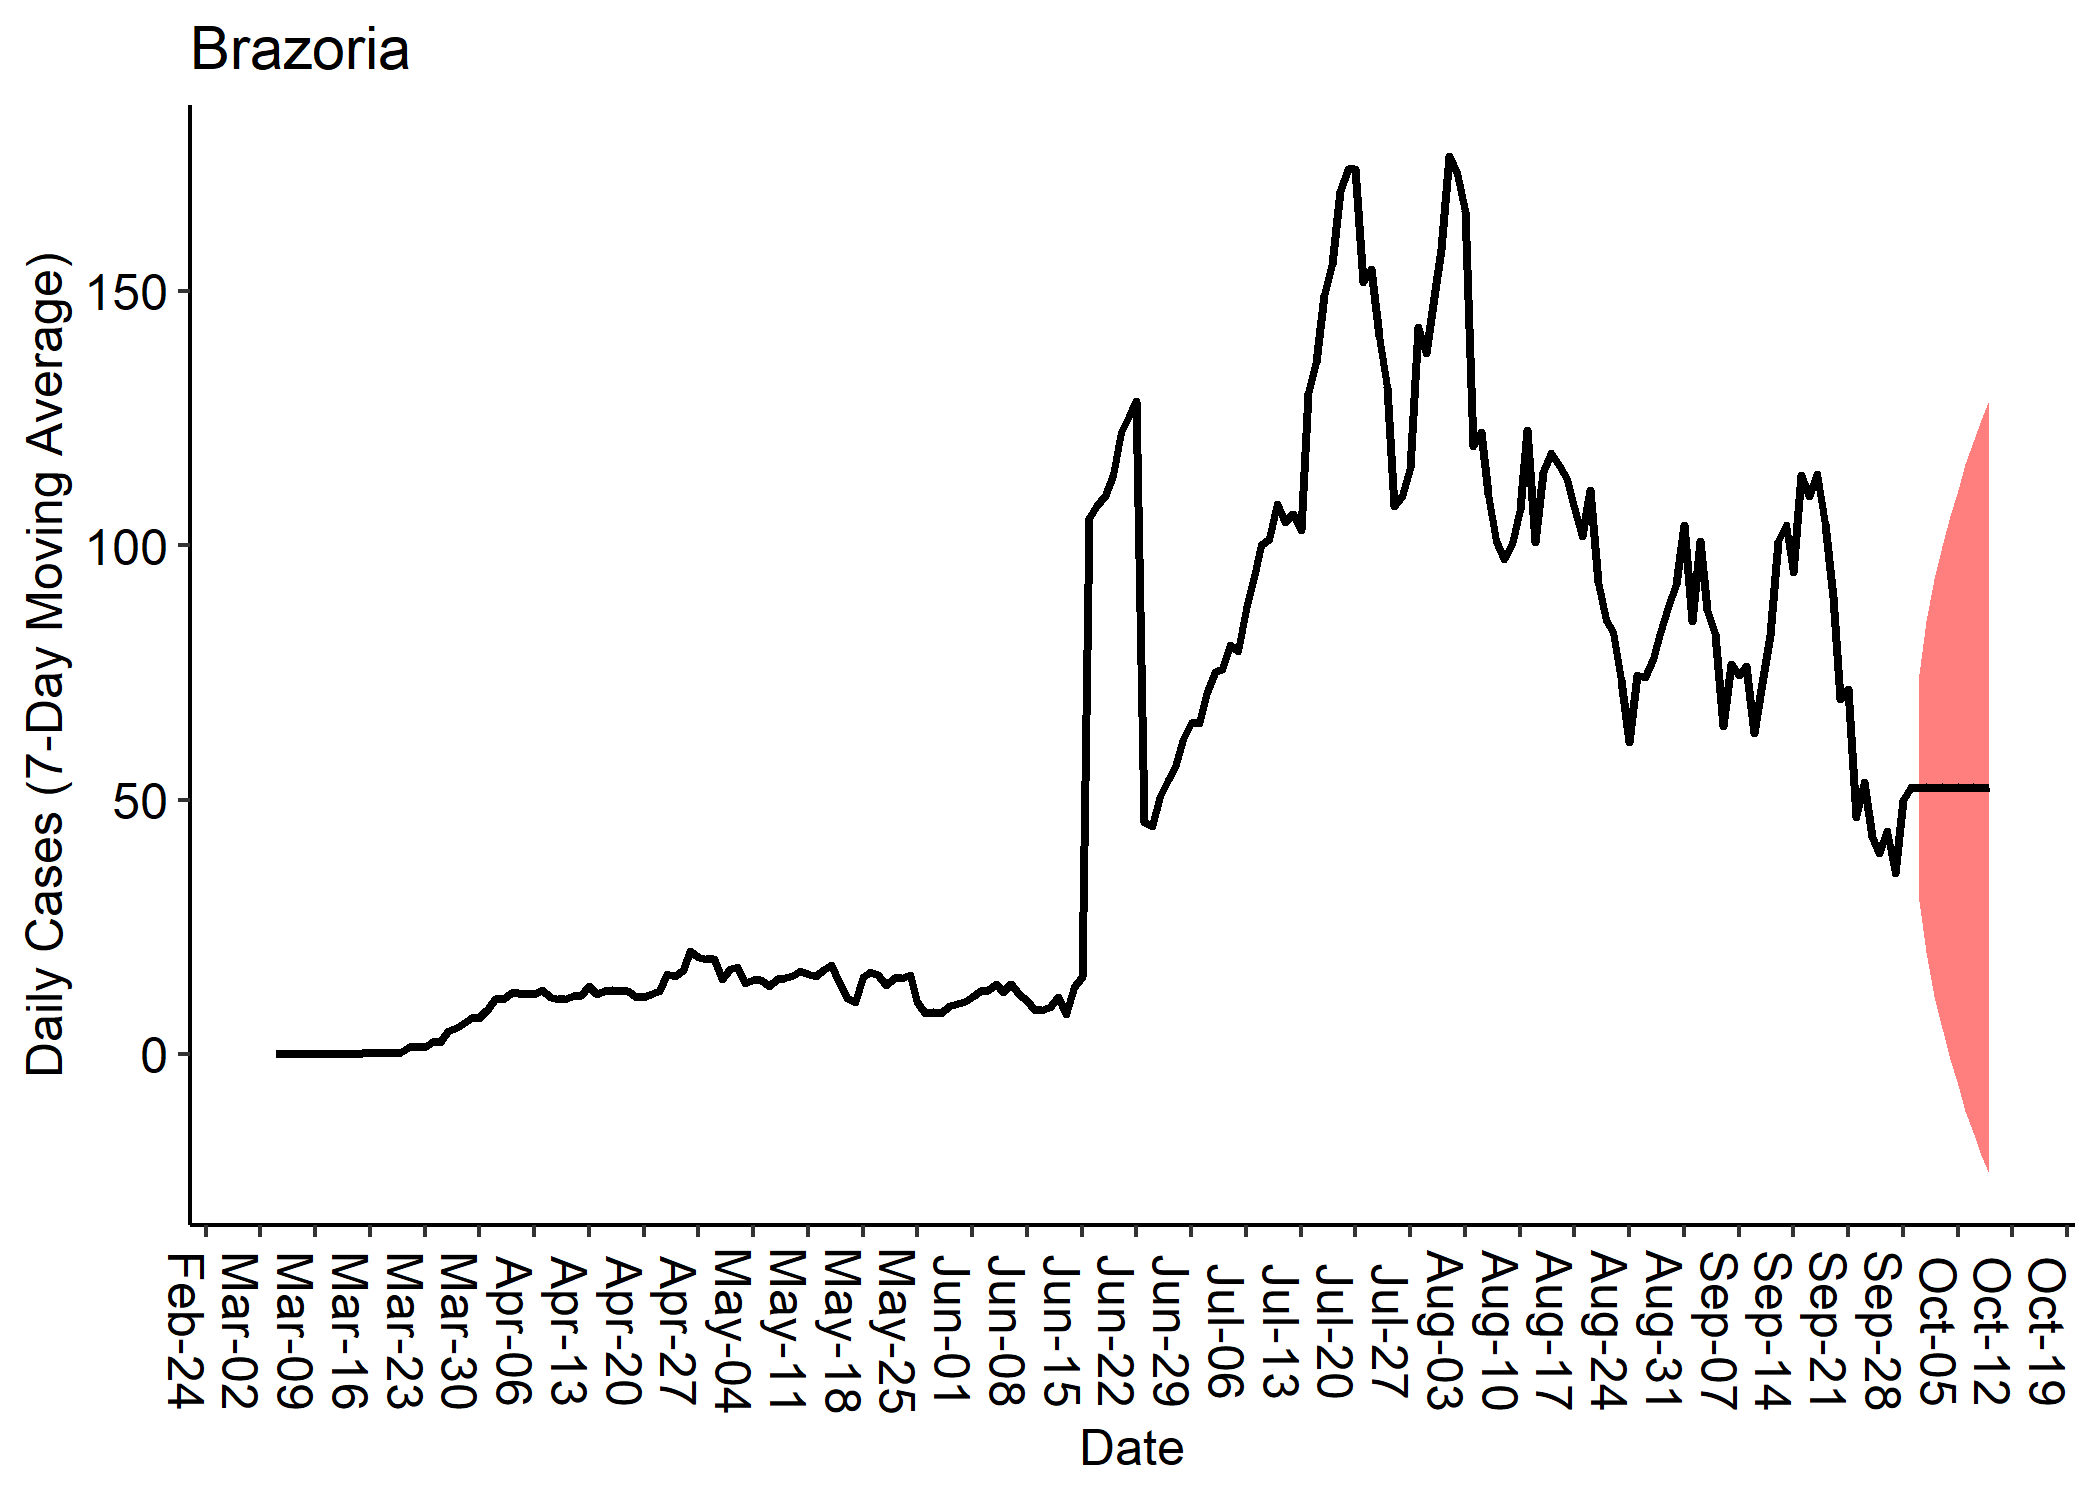 Brazoria
Daily Cases (7-Day Moving Average)
150
100
50
0
Feb-24
Mar-02
Mar-09
Mar-16
Mar-23
Mar-30
Apr-06
Apr-13
Apr-20
Apr-27
May-04
May-11
May-18
May-25
Jun-01
Jun-08
Jun-15
Jun-22
Jun-29
Jul-06
Jul-13
Jul-20
Jul-27
Aug-03
Aug-10
Aug-17
Aug-24
Aug-31
Sep-07
Sep-14
Sep-21
Sep-28
Oct-05
Oct-12
Oct-19
Date